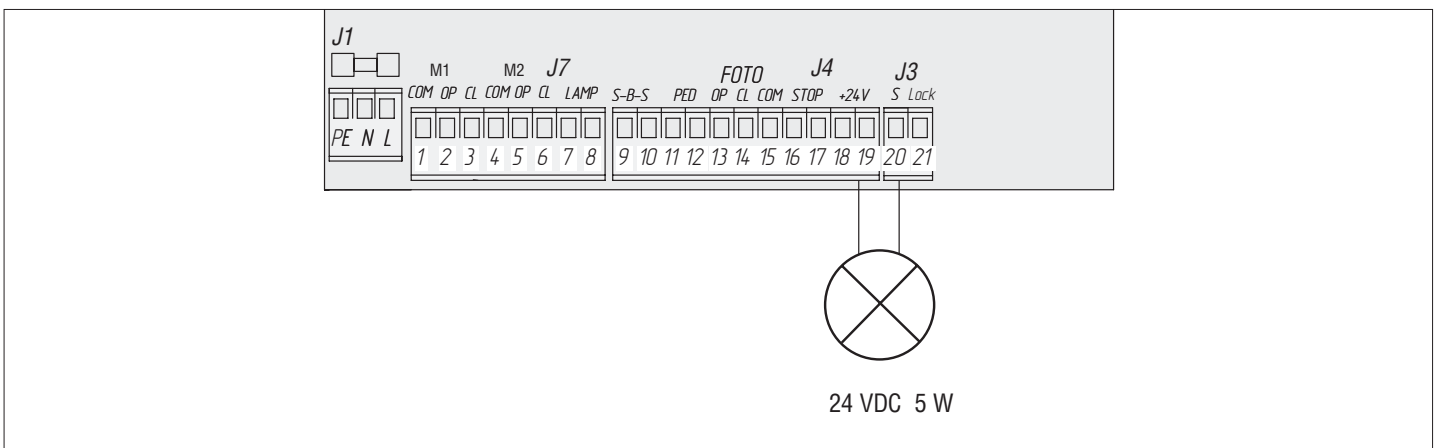 J1
M1 M2 J7 FOTO J4 J3
COM OP CL COM OP CL LAMP S-B-S PED OP CL COM STOP +24V S Lock
PE N L
1 2 3 4 5 6 7 8 9 10 11 12 13 14 15 16 17 18 19 20 21
24 VDC 5 W